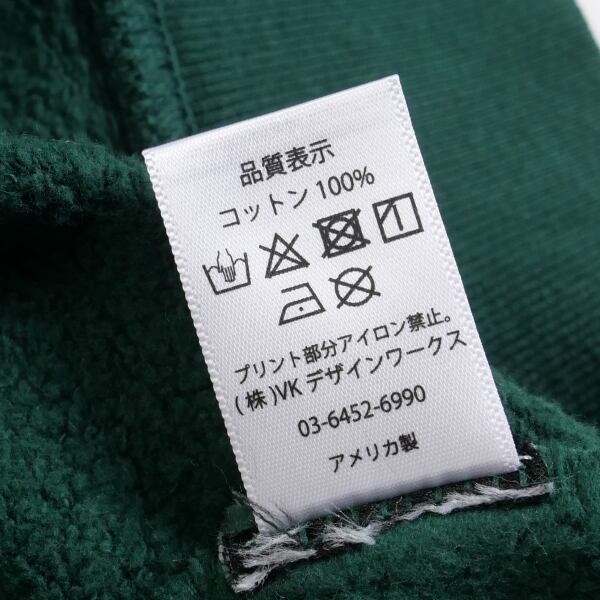 品質表示
コットン 100%
プリント部分アイロン禁止。
(株)VKデザインワークス
03-6452-6990
アメリカ製